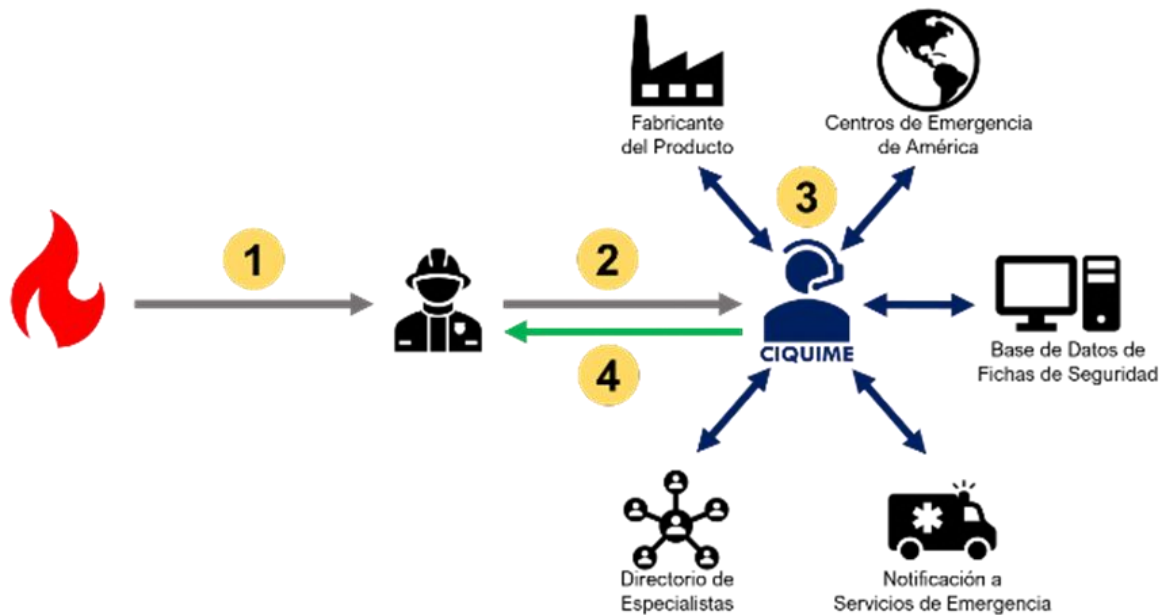 Fabricante
del Producto
Centros de Emergencia
de América
1
2
3
CIQUIME
Base de Datos de
Fichas de Seguridad
4
Directorio de
Especialistas
Notificación a
Servicios de Emergencia